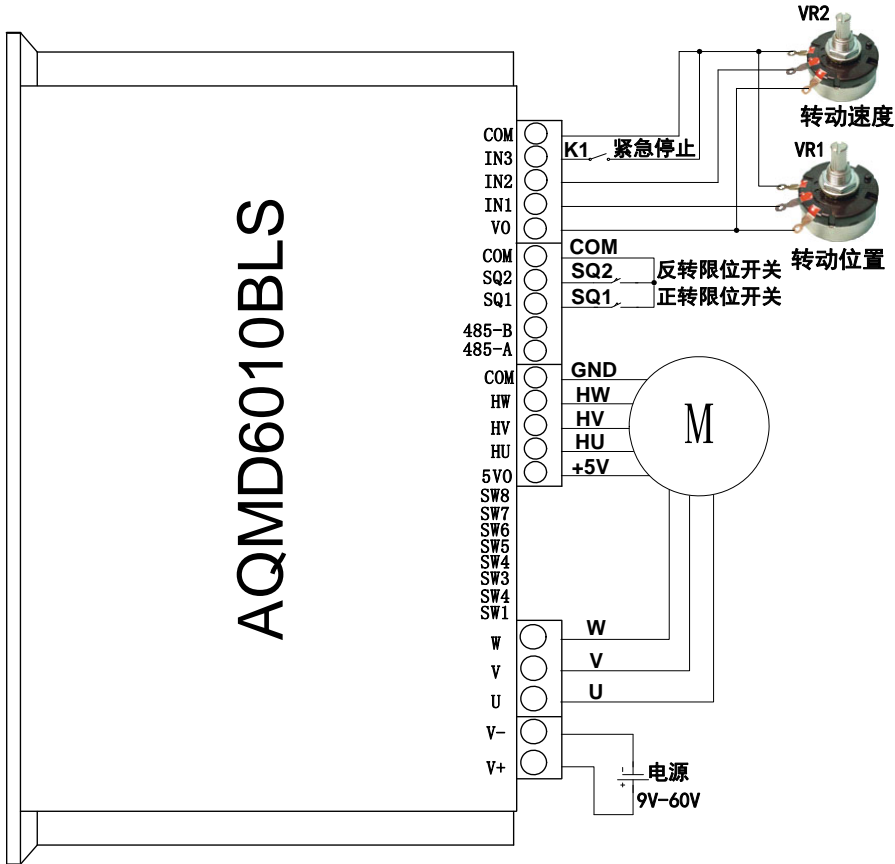 AQMD6010BLS
VR2
转动速度
VR1
转动位置
COM
IN3
IN2
IN1
VO
K1
紧急停止
COM
SQ2
SQ1
485-B
485-A
COM
SQ2
反转限位开关
SQ1
正转限位开关
COM
HW
HV
HU
5VO
GND
HW
HV
HU
+5V
M
SW8
SW7
SW6
SW5
SW4
SW3
SW4
SW1
W
V
U
W
V
U
V-
V+
-
+
电源
9V-60V